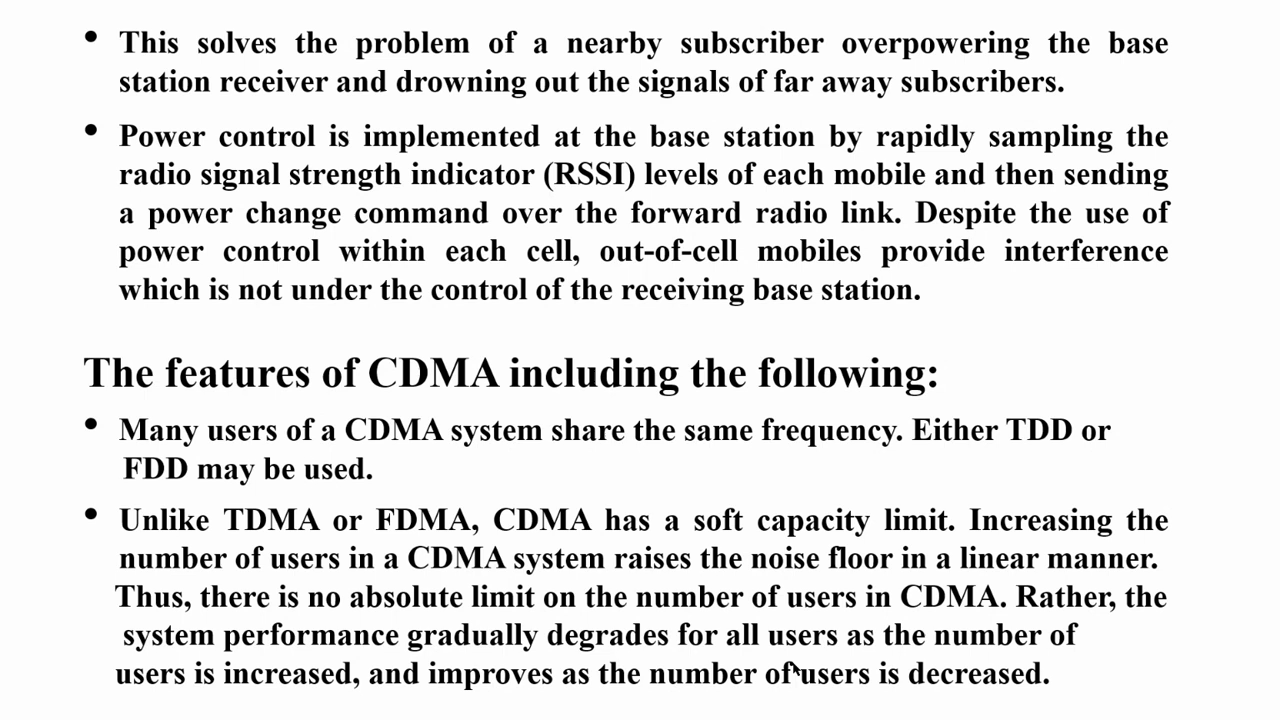 • This solves the problem of a nearby subscriber overpowering the base
station receiver and drowning out the signals of far away subscribers.
• Power control is implemented at the base station by rapidly sampling the
radio signal strength indicator (RSSI) levels of each mobile and then sending
a power change command over the forward radio link. Despite the use of
power control within each cell, out-of-cell mobiles provide interference
which is not under the control of the receiving base station.
The features of CDMA including the following:
• Many users of a CDMA system share the same frequency. Either TDD or
FDD may be used.
• Unlike TDMA or FDMA, CDMA has a soft capacity limit. Increasing the
number of users in a CDMA system raises the noise floor in a linear manner.
Thus, there is no absolute limit on the number of users in CDMA. Rather, the
system performance gradually degrades for all users as the number of
users is increased, and improves as the number of users is decreased.